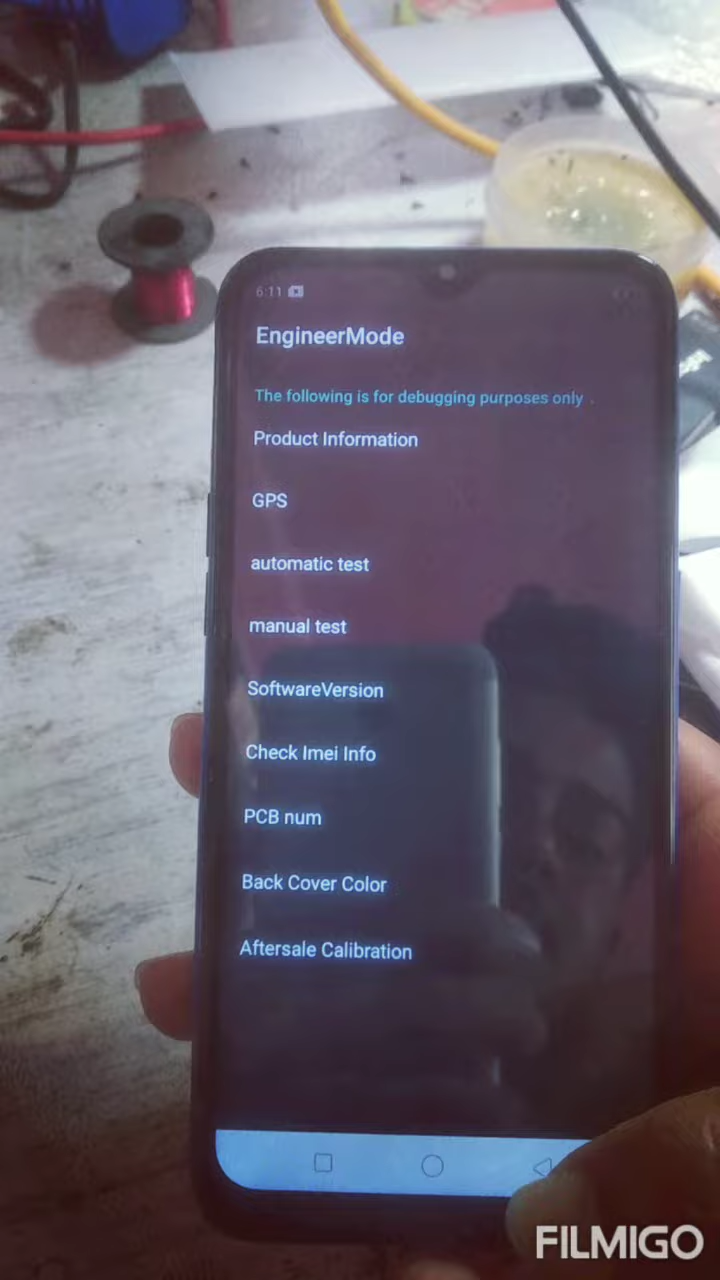 6:11
EngineerMode
The following is for debugging purposes only .
Product Information
GPS
automatic test
manual test
SoftwareVersion
Check Imei Info
PCB num
Back Cover Color
Aftersale Calibration
FILMIGO